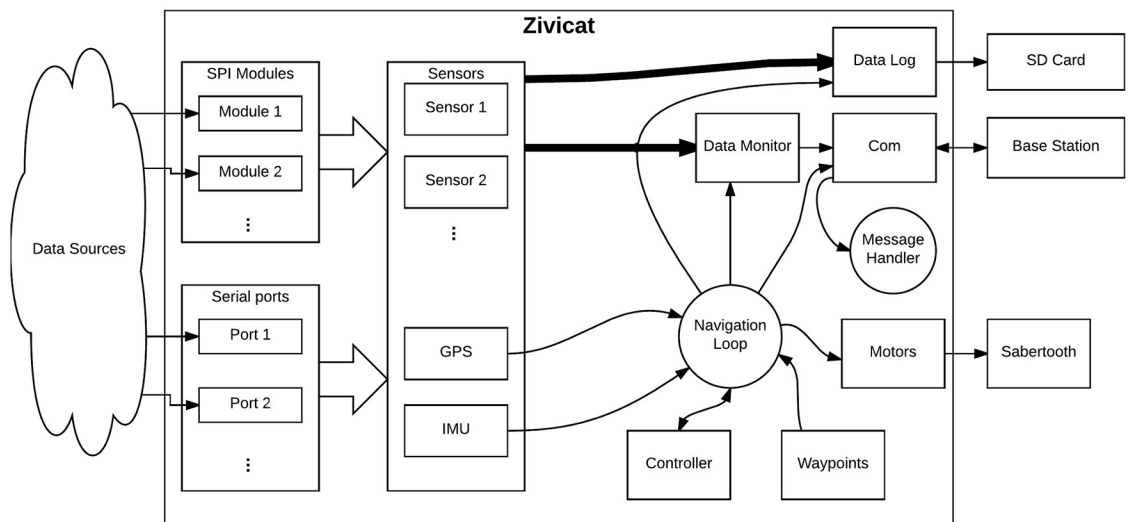 Zivicat
Data Sources
SPI Modules
Module 1
Module 2
...
Serial ports
Port 1
Port 2
...
Sensors
Sensor 1
Sensor 2
...
GPS
IMU
Data Log
SD Card
Data Monitor
Com
Base Station
Message
Handler
Navigation
Loop
Motors
Sabertooth
Controller
Waypoints